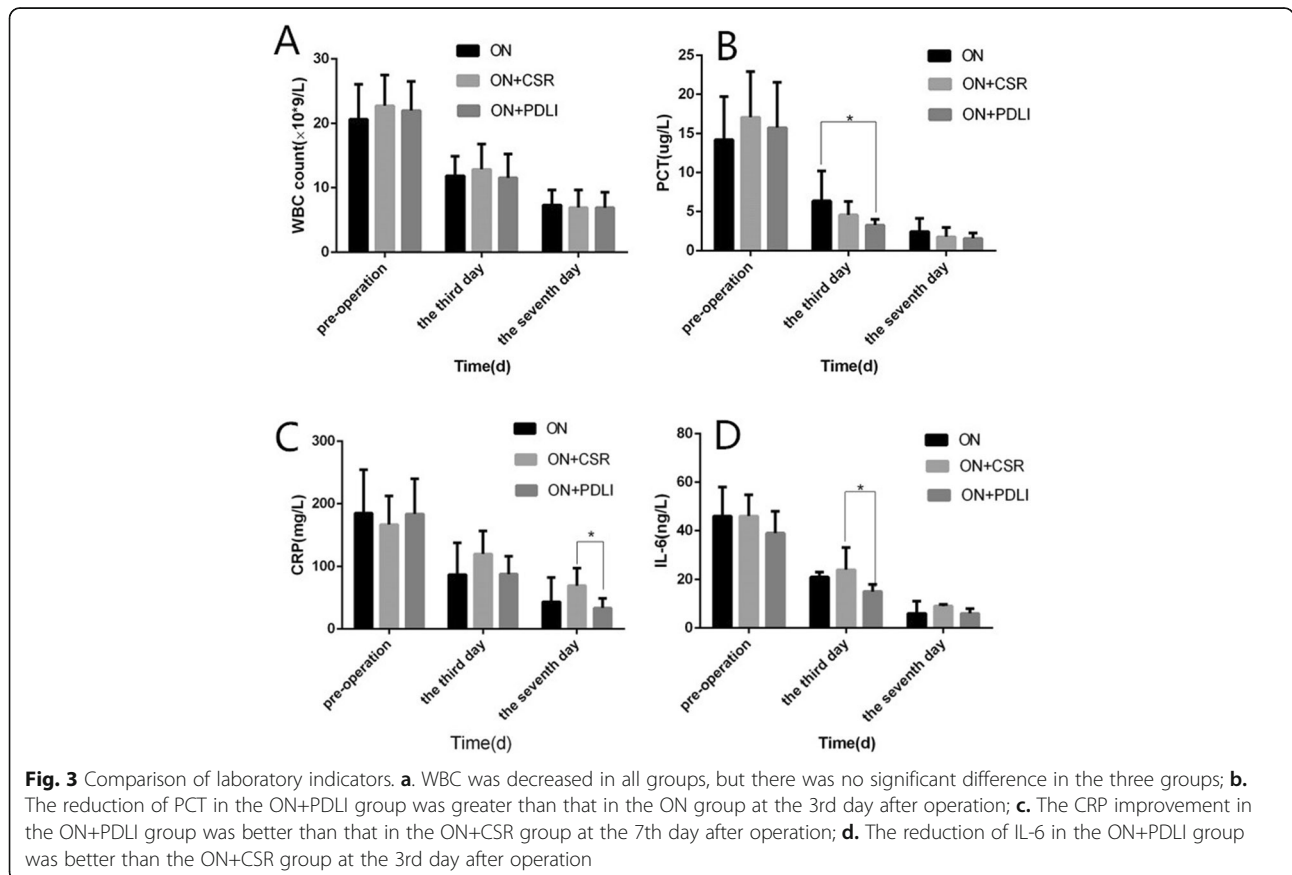 A
ON
ON+CSR
ON+PDLI
30
20
10
0
WBC count(×10*9/L)
pre-operation
the third day
the seventh day
Time(d)
B
ON
ON+CSR
ON+PDLI
25
20
15
10
5
0
PCT(ug/L)
*
pre-operation
the third day
the seventh day
Time(d)
C
ON
ON+CSR
ON+PDLI
300
200
100
0
CRP(mg/L)
*
pre-operation
the third day
the seventh day
Time(d)
D
ON
ON+CSR
ON+PDLI
80
60
40
20
0
IL-6(ng/L)
*
pre-operation
the third day
the seventh day
Time(d)
Fig. 3 Comparison of laboratory indicators. a. WBC was decreased in all groups, but there was no significant difference in the three groups; b.
The reduction of PCT in the ON+PDLI group was greater than that in the ON group at the 3rd day after operation; c. The CRP improvement in
the ON+PDLI group was better than that in the ON+CSR group at the 7th day after operation; d. The reduction of IL-6 in the ON+PDLI group
was better than the ON+CSR group at the 3rd day after operation